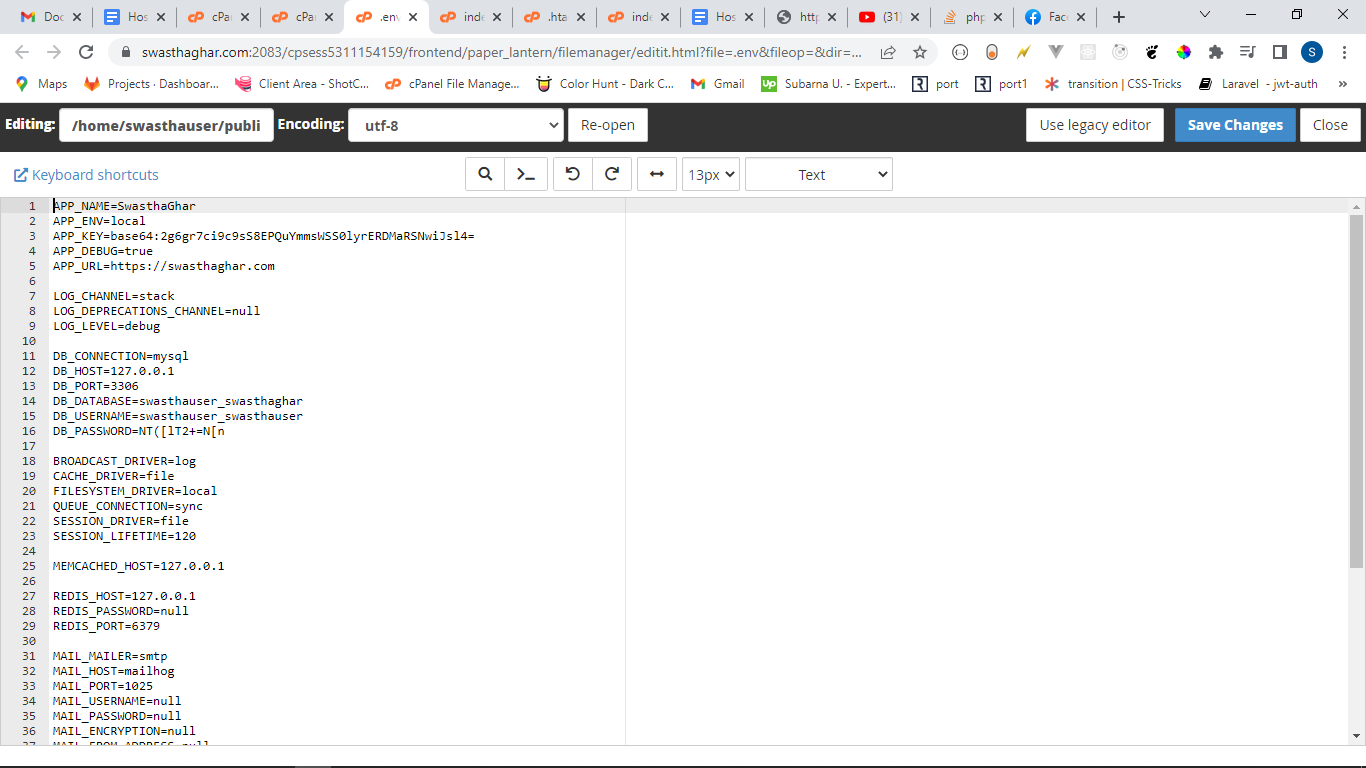 Doc
Hos
cPa
cPa
.env
inde
.hta
inde
Hos
http
(31)
php
Fac
swasthaghar.com:2083/cpsess5311154159/frontend/paper_lantern/filemanager/editit.html?file=.env&fileop=&dir=...
S
Maps
Projects · Dashboar...
Client Area - ShotC...
cPanel File Manage...
Color Hunt - Dark C...
Gmail
up
Subarna U. - Expert...
port
port1
transition | CSS-Tricks
Laravel - jwt-auth
»
Editing:
/home/swasthauser/publi
Encoding:
utf-8
Re-open
Use legacy editor
Save Changes
Close
Keyboard shortcuts
13px
Text
1 APP_NAME=SwasthaGhar
2 APP_ENV=local
3 APP_KEY=base64:2g6gr7ci9c9sS8EPQuYmmsWSS0lyrERDMaRSNwiJsl4=
4 APP_DEBUG=true
5 APP_URL=https://swasthaghar.com
6
7 LOG_CHANNEL=stack
8 LOG_DEPRECATIONS_CHANNEL=null
9 LOG_LEVEL=debug
10
11 DB_CONNECTION=mysql
12 DB_HOST=127.0.0.1
13 DB_PORT=3306
14 DB_DATABASE=swasthauser_swasthaghar
15 DB_USERNAME=swasthauser_swasthauser
16 DB_PASSWORD=NT([lT2+=N[n
17
18 BROADCAST_DRIVER=log
19 CACHE_DRIVER=file
20 FILESYSTEM_DRIVER=local
21 QUEUE_CONNECTION=sync
22 SESSION_DRIVER=file
23 SESSION_LIFETIME=120
24
25 MEMCACHED_HOST=127.0.0.1
26
27 REDIS_HOST=127.0.0.1
28 REDIS_PASSWORD=null
29 REDIS_PORT=6379
30
31 MAIL_MAILER=smtp
32 MAIL_HOST=mailhog
33 MAIL_PORT=1025
34 MAIL_USERNAME=null
35 MAIL_PASSWORD=null
36 MAIL_ENCRYPTION=null
37 MAIL_FROM_ADDRESS=null